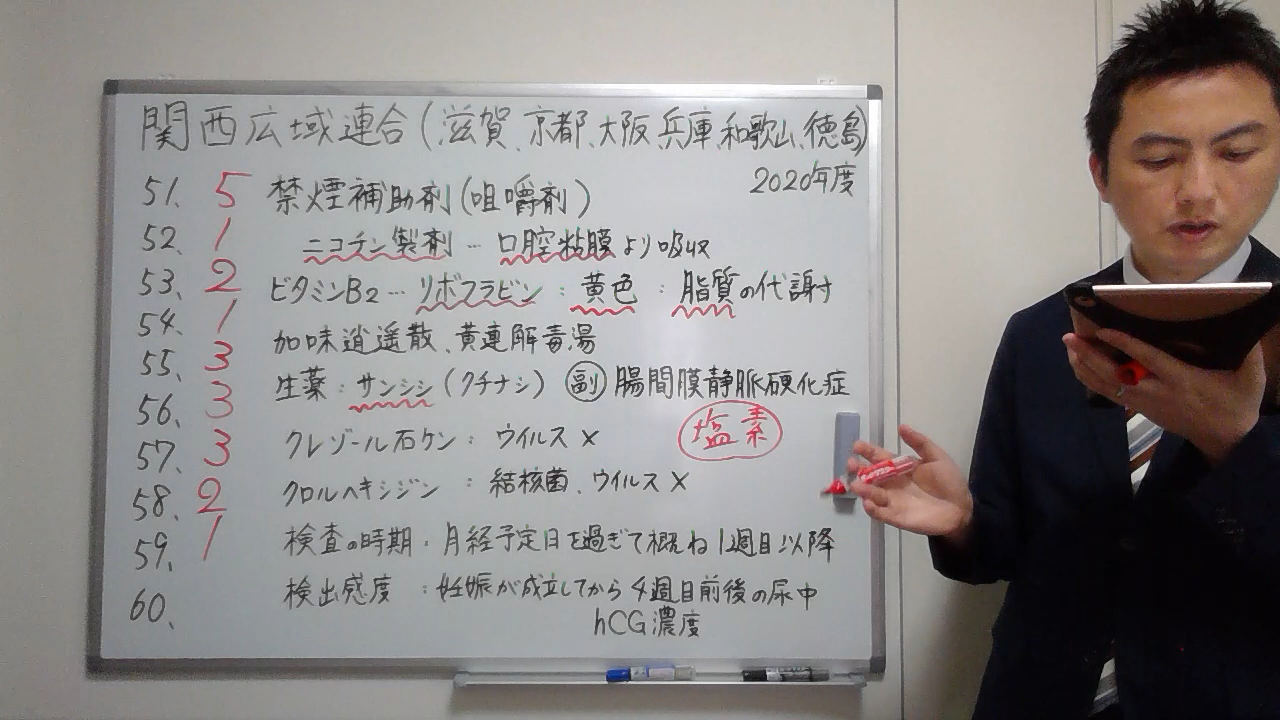 関西広域連合(滋賀、京都、大阪、兵庫、和歌山、徳島)
2020年度
51. 5 禁煙補助剤(咀嚼剤)
52. 1 ニコチン製剤…口腔粘膜より吸収
53. 2 ビタミンB2…リボフラビン:黄色:脂質の代謝
54. 1 加味逍遥散、黄連解毒湯
55. 3 生薬:サンシシ(クチナシ) 副 腸間膜静脈硬化症
56. 3 クレゾール石ケン:ウイルス× 塩素
57. 3 クロルヘキシジン:結核菌、ウイルス×
58. 2
59. 1 検査の時期:月経予定日を過ぎて概ね1週目以降
60. 検出感度:妊娠が成立してから4週目前後の尿中
hCG濃度